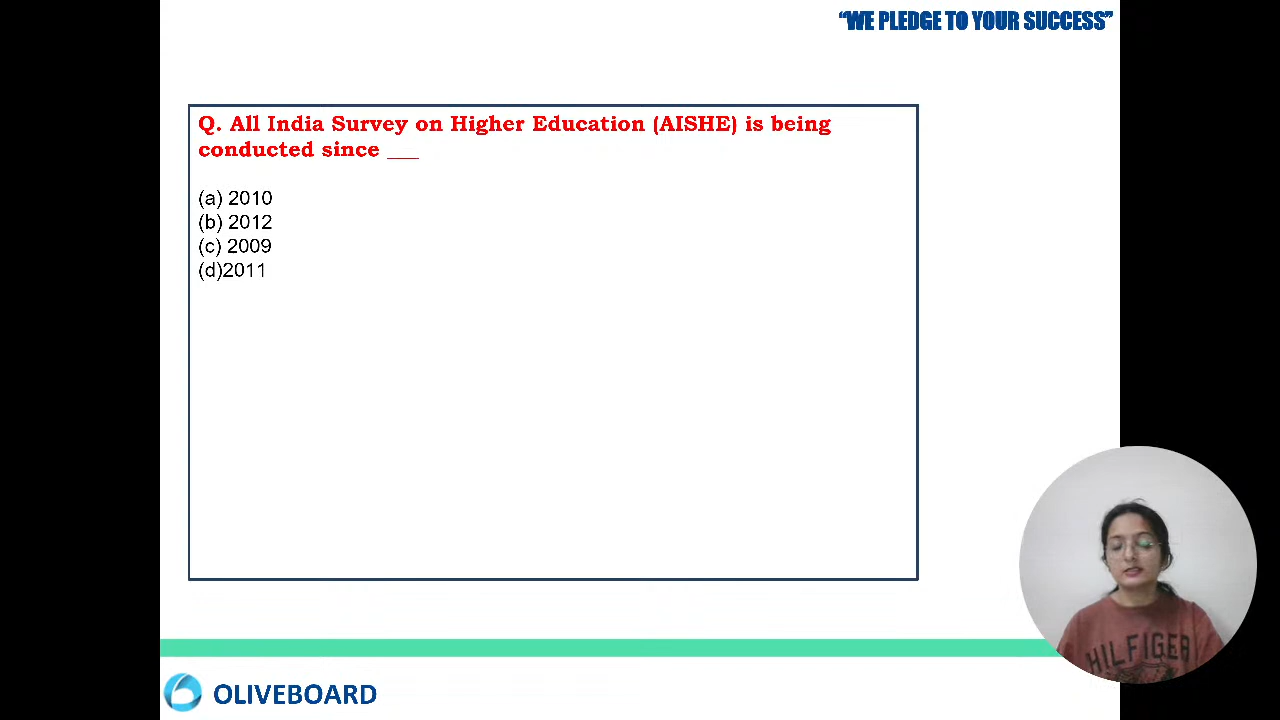 “WE PLEDGE TO YOUR SUCCESS”
Q. All India Survey on Higher Education (AISHE) is being
conducted since ___
(a) 2010
(b) 2012
(c) 2009
(d)2011
HILFIGER
OLIVEBOARD